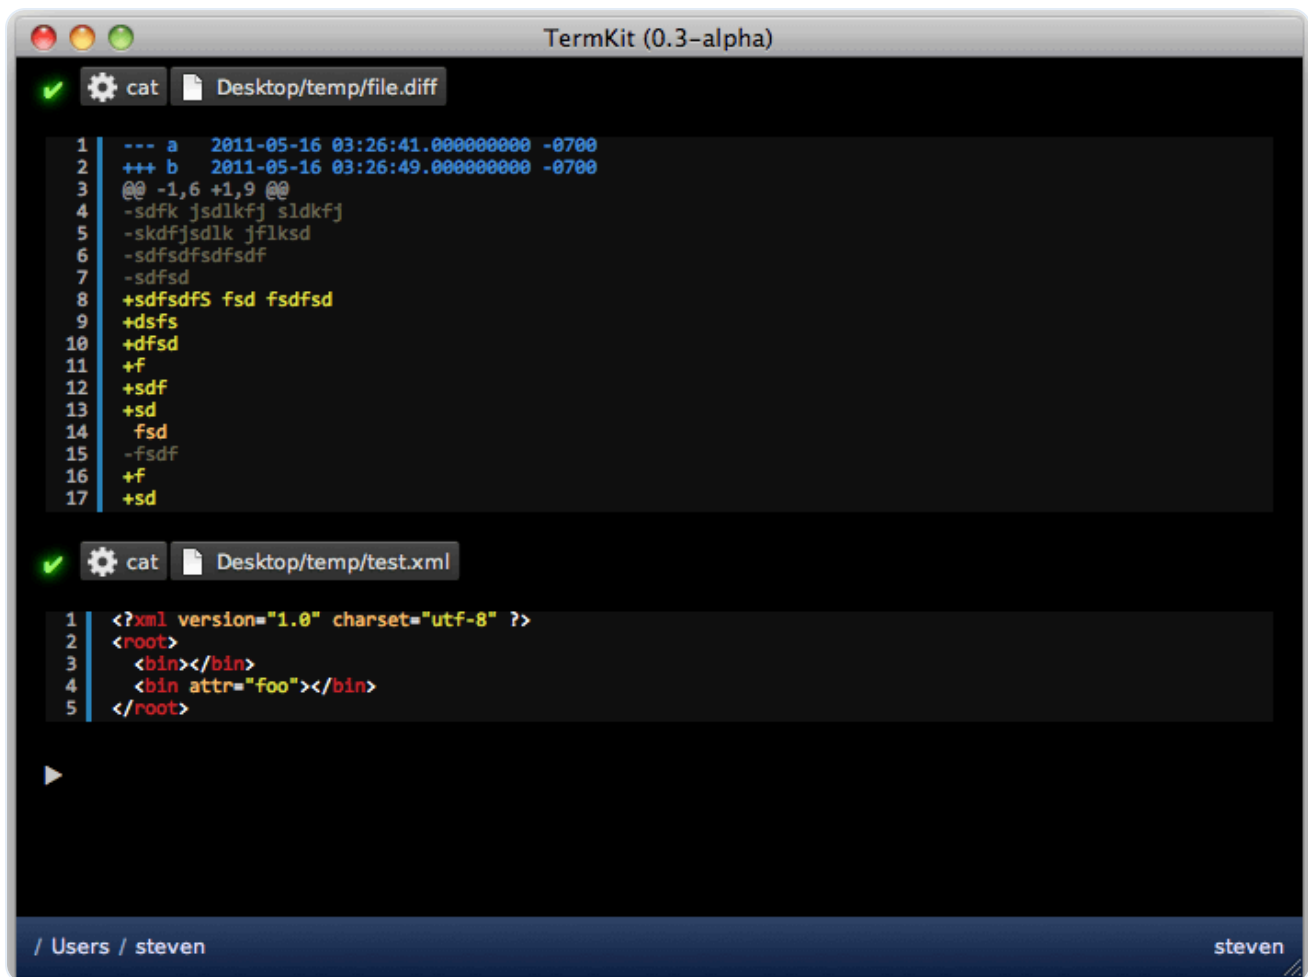 TermKit (0.3-alpha)
✔ cat Desktop/temp/file.diff
1 --- a 2011-05-16 03:26:41.000000000 -0700
2 +++ b 2011-05-16 03:26:49.000000000 -0700
3 @@ -1,6 +1,9 @@
4 -sdfk jsdlkfj sldkfj
5 -skdfjsdlk jflksd
6 -sdfsdfsdfsdf
7 -sdfsd
8 +sdfsdfS fsd fsdfsd
9 +dsfs
10 +dfsd
11 +f
12 +sdf
13 +sd
14  fsd
15 -fsdf
16 +f
17 +sd
✔ cat Desktop/temp/test.xml
1 <?xml version="1.0" charset="utf-8" ?>
2 <root>
3   <bin></bin>
4   <bin attr="foo"></bin>
5 </root>
/ Users / steven steven